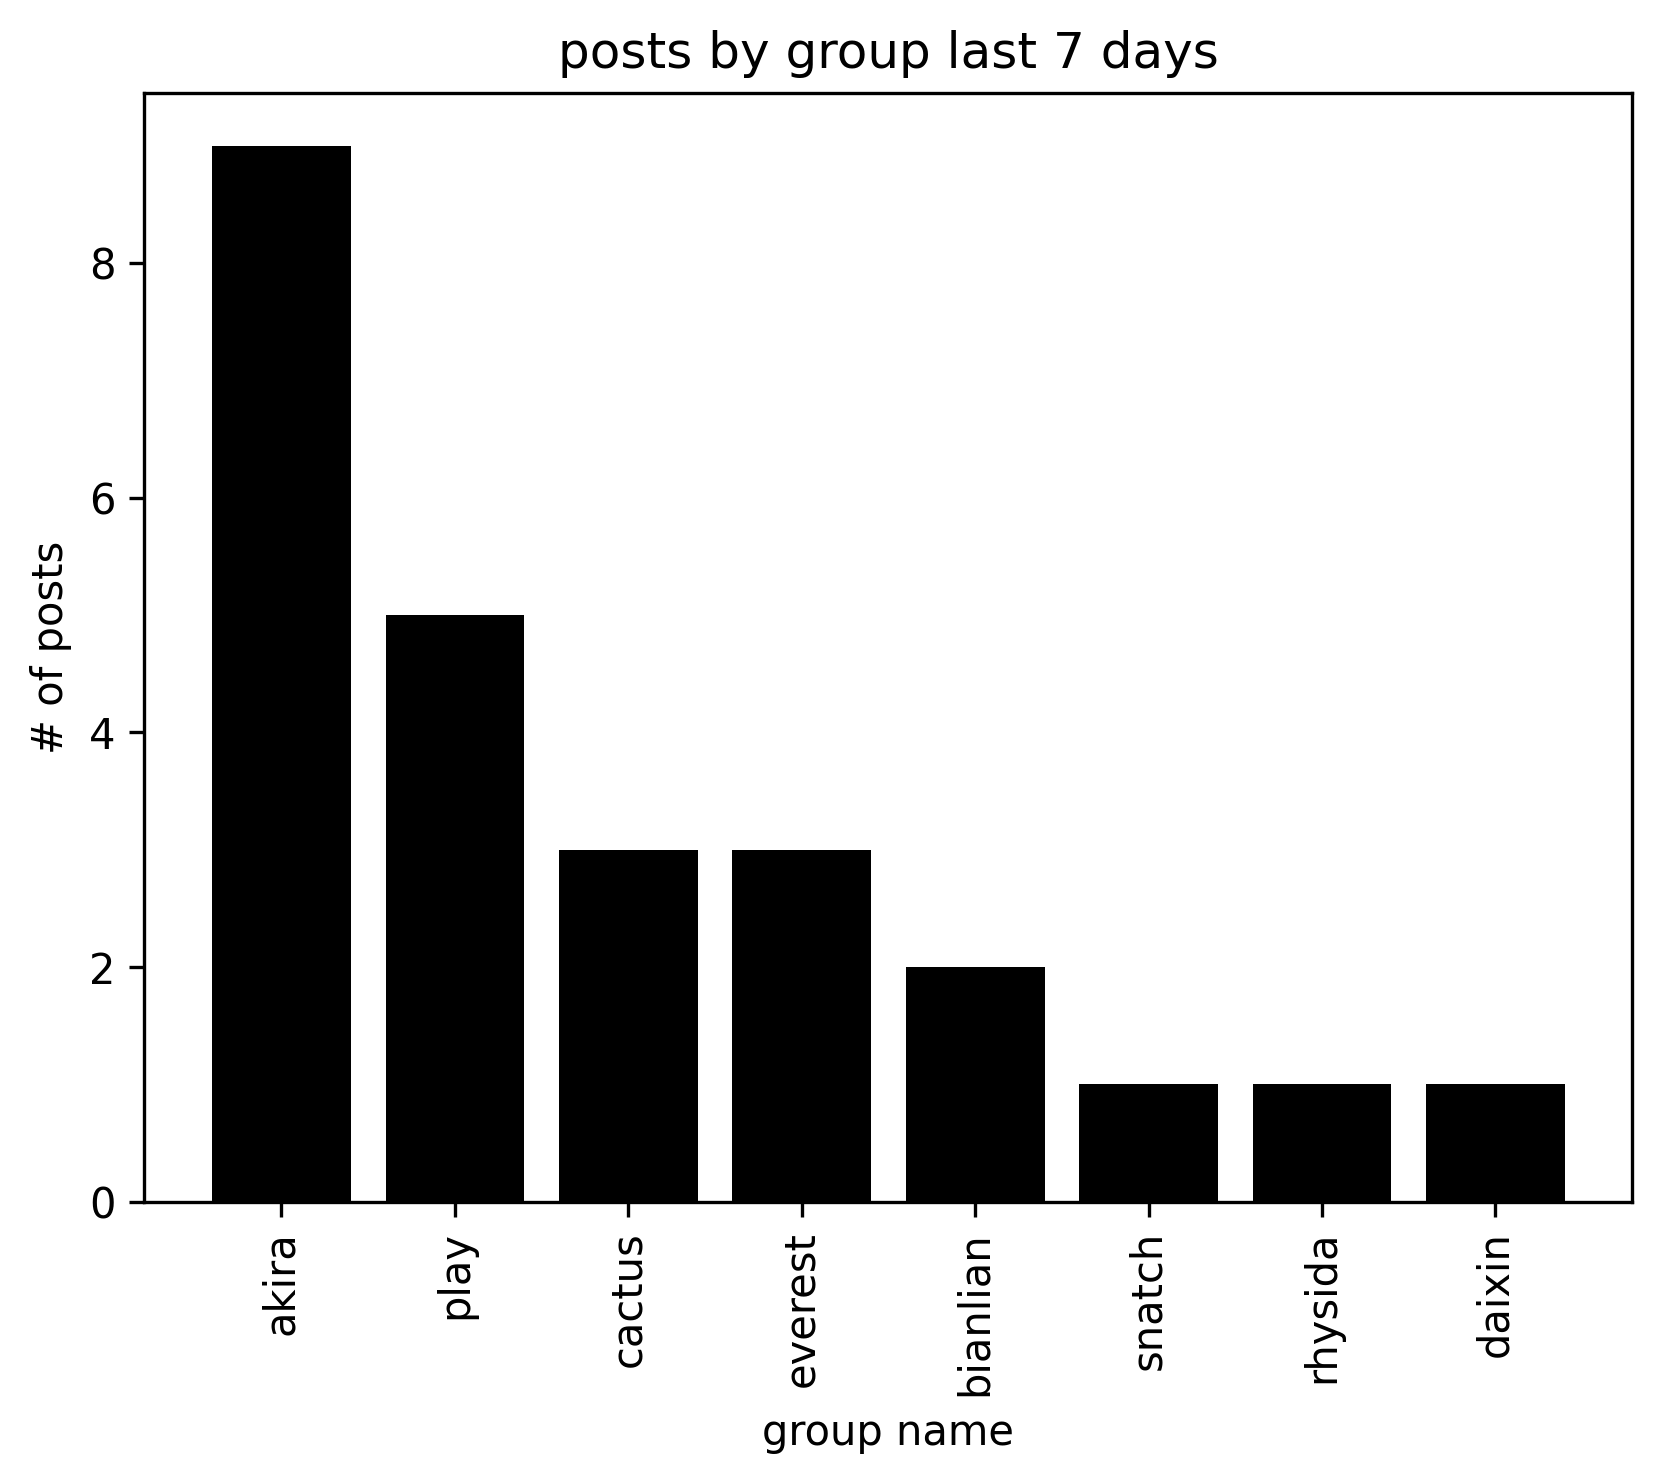 posts by group last 7 days
8
6
4
2
0
# of posts
akira
play
cactus
everest
bianlian
snatch
rhysida
daixin
group name